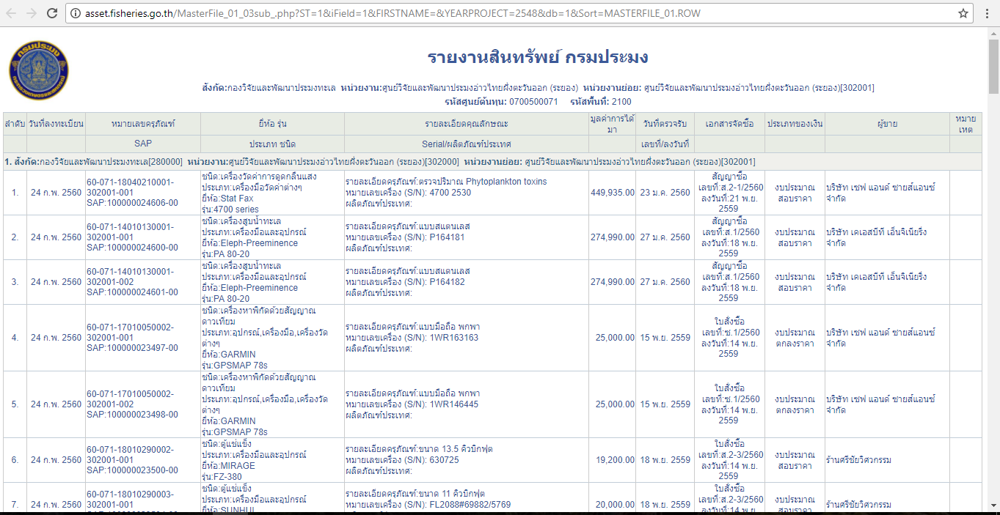 asset.fisheries.go.th/MasterFile_01_03sub_.php?ST=1&iField=1&FIRSTNAME=&YEARPROJECT=2548&db=1&Sort=MASTERFILE_01.ROW
กรมประมง
รายงานสินทรัพย์ กรมประมง
สังกัด:กองวิจัยและพัฒนาประมงทะเล หน่วยงาน:ศูนย์วิจัยและพัฒนาประมงอ่าวไทยฝั่งตะวันออก (ระยอง) หน่วยงานย่อย: ศูนย์วิจัยและพัฒนาประมงอ่าวไทยฝั่งตะวันออก (ระยอง)[302001]
รหัสศูนย์ต้นทุน: 0700500071 รหัสพื้นที่: 2100
ลำดับ วันที่ลงทะเบียน หมายเลขครุภัณฑ์ ยี่ห้อ รุ่น รายละเอียดคุณลักษณะ มูลค่าการได้ วันที่ตรวจรับ เอกสารจัดซื้อ ประเภทของเงิน ผู้ขาย หมาย
มา เหตุ
SAP ประเภท ชนิด Serial/ผลิตภัณฑ์ประเทศ เลขที่/ลงวันที่
1. สังกัด:กองวิจัยและพัฒนาประมงทะเล[280000] หน่วยงาน:ศูนย์วิจัยและพัฒนาประมงอ่าวไทยฝั่งตะวันออก (ระยอง)[302000] หน่วยงานย่อย: ศูนย์วิจัยและพัฒนาประมงอ่าวไทยฝั่งตะวันออก (ระยอง)[302001]
1.
24 ก.พ. 2560
60-071-18040210001-
302001-001
SAP:100000024606-00
ชนิด:เครื่องวัดค่าการดูดกลืนแสง
ประเภท:เครื่องมือวัดค่าต่างๆ
ยี่ห้อ:Stat Fax
รุ่น:4700 series
รายละเอียดครุภัณฑ์:ตรวจปริมาณ Phytoplankton toxins
หมายเลขเครื่อง (S/N): 4700 2530
ผลิตภัณฑ์ประเทศ:
449,935.00
23 ม.ค. 2560
สัญญาซื้อ
เลขที่:ส.2-1/2560
ลงวันที่:21 พ.ย.
2559
งบประมาณ
สอบราคา
บริษัท เซฟ แอนด์ ซายส์แอนซ์
จำกัด
2.
24 ก.พ. 2560
60-071-14010130001-
302001-001
SAP:100000024600-00
ชนิด:เครื่องสูบน้ำทะเล
ประเภท:เครื่องมือและอุปกรณ์
ยี่ห้อ:Eleph-Preeminence
รุ่น:PA 80-20
รายละเอียดครุภัณฑ์:แบบสแตนเลส
หมายเลขเครื่อง (S/N): P164181
ผลิตภัณฑ์ประเทศ:
274,990.00
27 ม.ค. 2560
สัญญาซื้อ
เลขที่:ส.1/2560
ลงวันที่:18 พ.ย.
2559
งบประมาณ
สอบราคา
บริษัท เคเอสบีที เอ็นจิเนียริ่ง
จำกัด
3.
24 ก.พ. 2560
60-071-14010130001-
302001-002
SAP:100000024601-00
ชนิด:เครื่องสูบน้ำทะเล
ประเภท:เครื่องมือและอุปกรณ์
ยี่ห้อ:Eleph-Preeminence
รุ่น:PA 80-20
รายละเอียดครุภัณฑ์:แบบสแตนเลส
หมายเลขเครื่อง (S/N): P164182
ผลิตภัณฑ์ประเทศ:
274,990.00
27 ม.ค. 2560
สัญญาซื้อ
เลขที่:ส.1/2560
ลงวันที่:18 พ.ย.
2559
งบประมาณ
สอบราคา
บริษัท เคเอสบีที เอ็นจิเนียริ่ง
จำกัด
4.
24 ก.พ. 2560
60-071-17010050002-
302001-001
SAP:100000023497-00
ชนิด:เครื่องหาพิกัดด้วยสัญญาณ
ดาวเทียม
ประเภท:อุปกรณ์,เครื่องมือ,เครื่องวัด
ต่างๆ
ยี่ห้อ:GARMIN
รุ่น:GPSMAP 78s
รายละเอียดครุภัณฑ์:แบบมือถือ พกพา
หมายเลขเครื่อง (S/N): 1WR163163
ผลิตภัณฑ์ประเทศ:
25,000.00
15 พ.ย. 2559
ใบสั่งซื้อ
เลขที่:ซ.1/2560
ลงวันที่:14 พ.ย.
2559
งบประมาณ
ตกลงราคา
บริษัท เซฟ แอนด์ ซายส์แอนซ์
จำกัด
5.
24 ก.พ. 2560
60-071-17010050002-
302001-002
SAP:100000023498-00
ชนิด:เครื่องหาพิกัดด้วยสัญญาณ
ดาวเทียม
ประเภท:อุปกรณ์,เครื่องมือ,เครื่องวัด
ต่างๆ
ยี่ห้อ:GARMIN
รุ่น:GPSMAP 78s
รายละเอียดครุภัณฑ์:แบบมือถือ พกพา
หมายเลขเครื่อง (S/N): 1WR146445
ผลิตภัณฑ์ประเทศ:
25,000.00
15 พ.ย. 2559
ใบสั่งซื้อ
เลขที่:ซ.1/2560
ลงวันที่:14 พ.ย.
2559
งบประมาณ
ตกลงราคา
บริษัท เซฟ แอนด์ ซายส์แอนซ์
จำกัด
6.
24 ก.พ. 2560
60-071-18010290002-
302001-001
SAP:100000023500-00
ชนิด:ตู้แช่แข็ง
ประเภท:เครื่องมือและอุปกรณ์
ยี่ห้อ:MIRAGE
รุ่น:FZ-380
รายละเอียดครุภัณฑ์:ขนาด 13.5 คิวบิกฟุต
หมายเลขเครื่อง (S/N): 630725
ผลิตภัณฑ์ประเทศ:
19,200.00
18 พ.ย. 2559
ใบสั่งซื้อ
เลขที่:ส.2-3/2560
ลงวันที่:14 พ.ย.
2559
งบประมาณ
สอบราคา
ร้านศรีชัยวิศวกรรม
7.
24 ก.พ. 2560
60-071-18010290003-
302001-001
ชนิด:ตู้แช่แข็ง
ประเภท:เครื่องมือและอุปกรณ์
ยี่ห้อ:SUNHUI
รายละเอียดครุภัณฑ์:ขนาด 11 คิวบิกฟุต
หมายเลขเครื่อง (S/N): FL2088#69882/5769
20,000.00
18 พ.ย. 2559
ใบสั่งซื้อ
เลขที่:ส.2-3/2560
ลงวันที่:14 พ.ย.
งบประมาณ
สอบราคา
ร้านศรีชัยวิศวกรรม